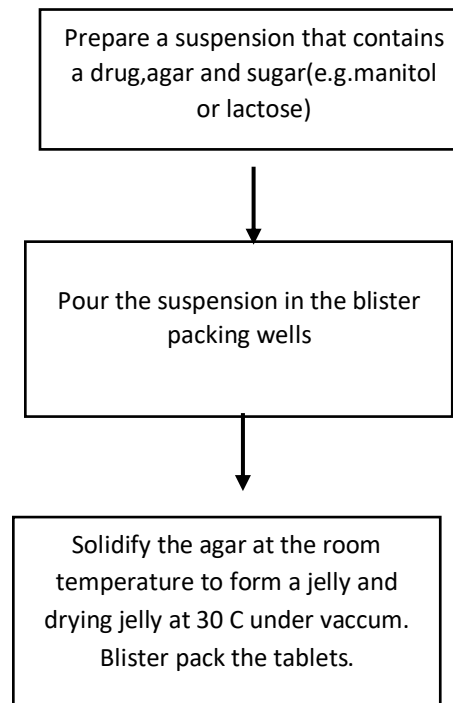 Prepare a suspension that contains
a drug,agar and sugar(e.g.manitol
or lactose)
Pour the suspension in the blister
packing wells
Solidify the agar at the room
temperature to form a jelly and
drying jelly at 30 C under vaccum.
Blister pack the tablets.